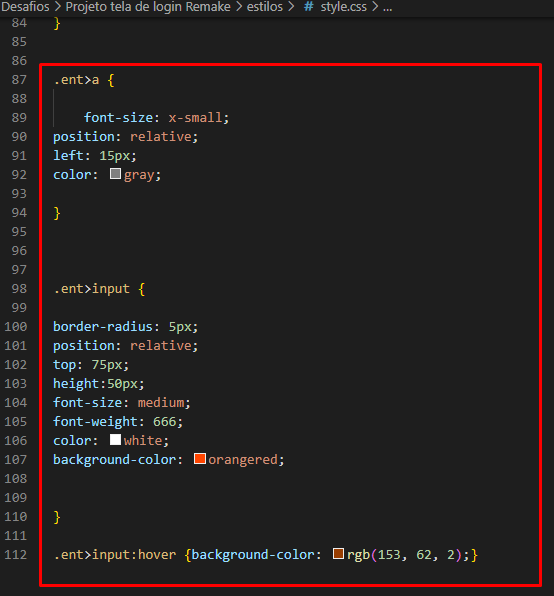 Desafios > Projeto tela de login Remake > estilos > # style.css > ...
84 }
85
86
87 .ent>a {
88
89 font-size: x-small;
90 position: relative;
91 left: 15px;
92 color: gray;
93
94 }
95
96
97
98 .ent>input {
99
100 border-radius: 5px;
101 position: relative;
102 top: 75px;
103 height:50px;
104 font-size: medium;
105 font-weight: 666;
106 color: white;
107 background-color: orangered;
108
109
110 }
111
112 .ent>input:hover {background-color: rgb(153, 62, 2);}